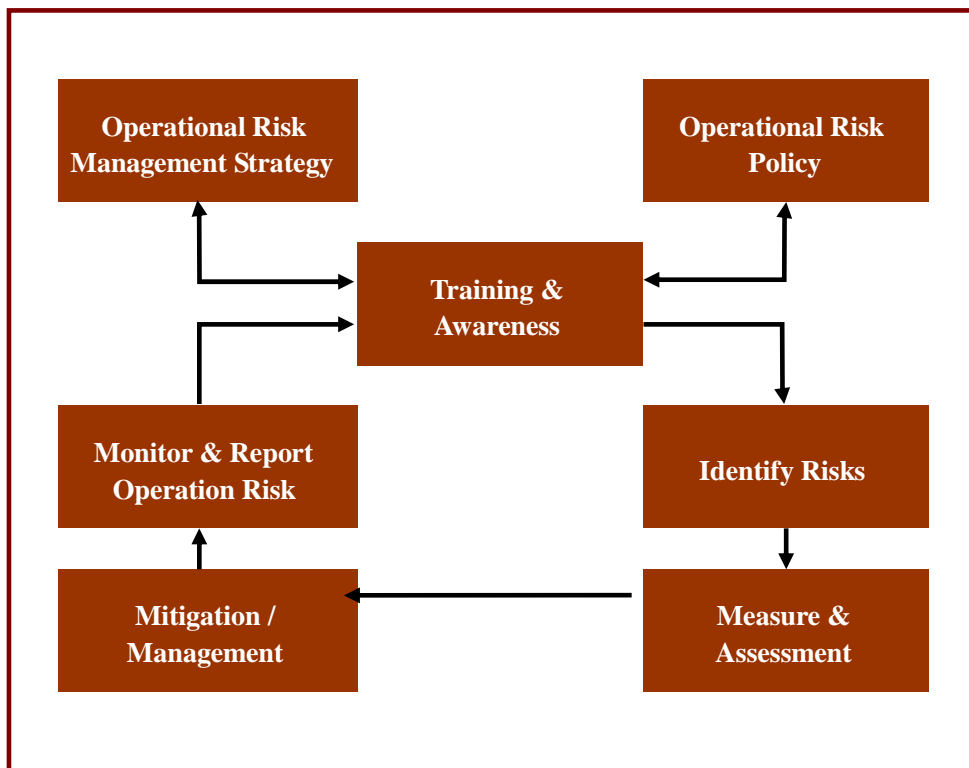 Operational Risk
Management Strategy
Operational Risk
Policy
Training &
Awareness
Monitor & Report
Operation Risk
Identify Risks
Mitigation /
Management
Measure &
Assessment